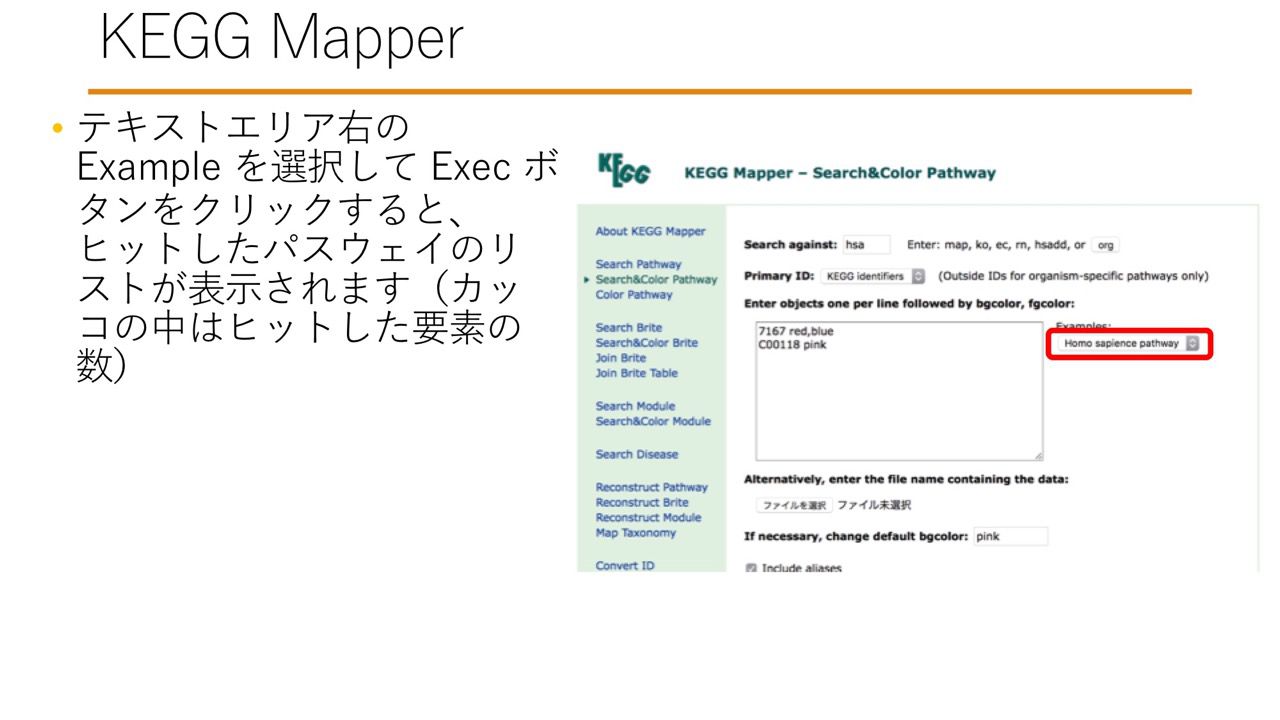 KEGG Mapper
• テキストエリア右の
Example を選択して Exec ボ
タンをクリックすると、
ヒットしたパスウェイのリ
ストが表示されます（カッ
コの中はヒットした要素の
数）
KEGG
KEGG Mapper – Search&Color Pathway
About KEGG Mapper
Search Pathway
Search&Color Pathway
Color Pathway
Search Brite
Search&Color Brite
Join Brite
Join Brite Table
Search Module
Search&Color Module
Search Disease
Reconstruct Pathway
Reconstruct Brite
Reconstruct Module
Map Taxonomy
Convert ID
Search against: hsa Enter: map, ko, ec, rn, hsadd, or org
Primary ID: KEGG identifiers (Outside IDs for organism-specific pathways only)
Enter objects one per line followed by bgcolor, fgcolor:
7167 red,blue
C00118 pink
Examples:
Homo sapience pathway
Alternatively, enter the file name containing the data:
ファイルを選択 ファイル未選択
If necessary, change default bgcolor: pink
Include aliases